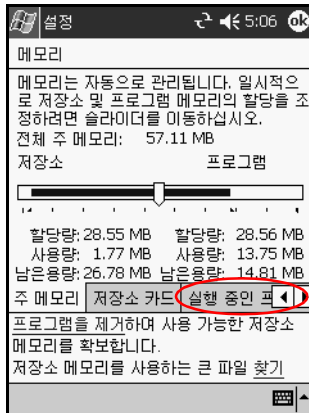 설정 5:06 ok
메모리
메모리는 자동으로 관리됩니다. 일시적으
로 저장소 및 프로그램 메모리의 할당을 조
정하려면 슬라이더를 이동하십시오.
전체 주 메모리: 57.11 MB
저장소 프로그램
할당량: 28.55 MB 할당량: 28.56 MB
사용량: 1.77 MB 사용량: 13.75 MB
남은용량: 26.78 MB 남은용량: 14.81 MB
주 메모리 저장소 카드 실행 중인 프
프로그램을 제거하여 사용 가능한 저장소
메모리를 확보합니다.
저장소 메모리를 사용하는 큰 파일 찾기